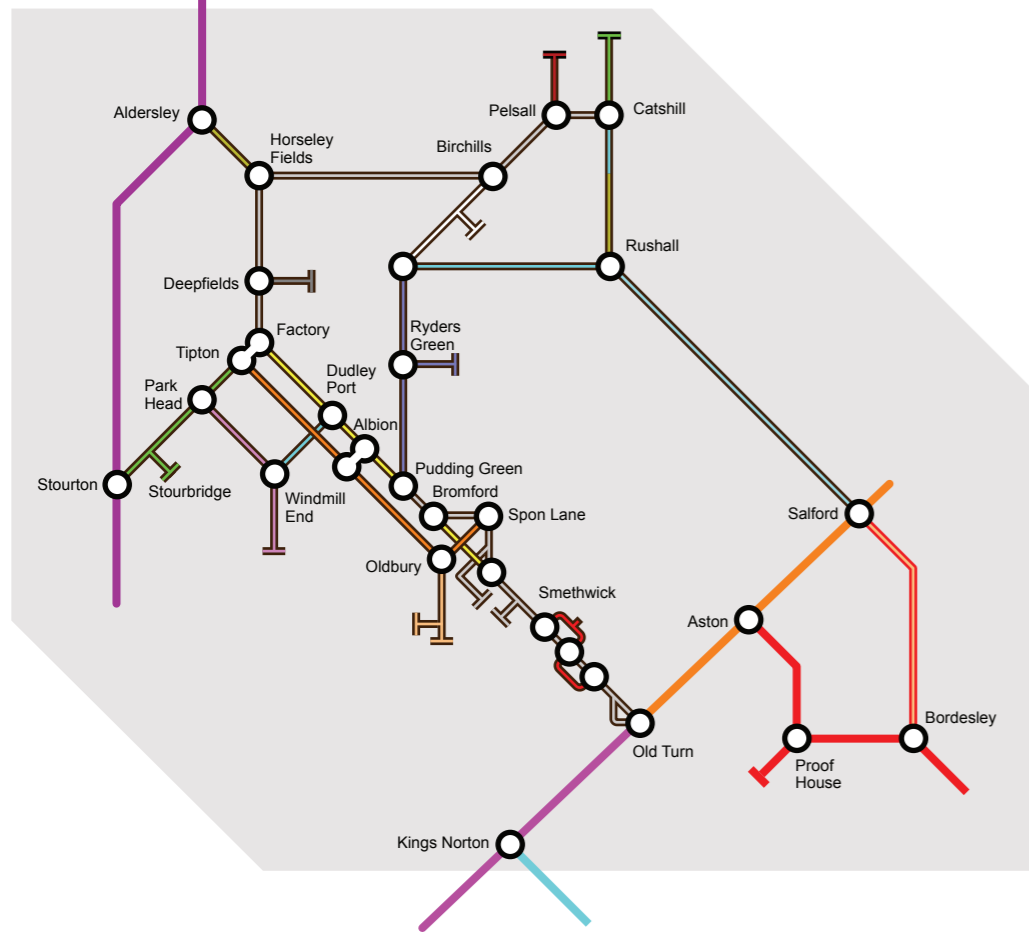 Aldersley
Horseley
Fields
Birchills
Pelsall
Catshill
Rushall
Deepfields
Factory
Tipton
Ryders
Green
Dudley
Port
Park
Head
Albion
Stourton
Stourbridge
Windmill
End
Pudding Green
Bromford
Spon Lane
Oldbury
Smethwick
Salford
Aston
Old Turn
Proof
House
Bordesley
Kings Norton